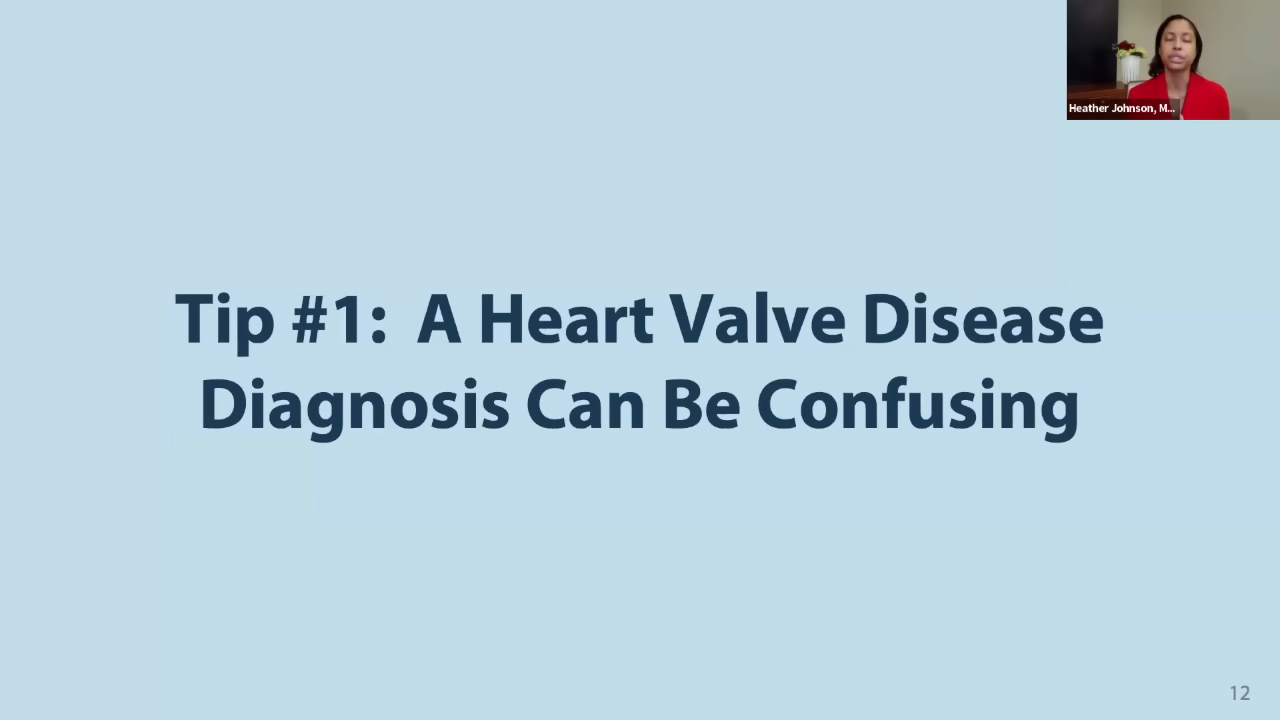 Heather Johnson, M...
Tip #1: A Heart Valve Disease
Diagnosis Can Be Confusing
12